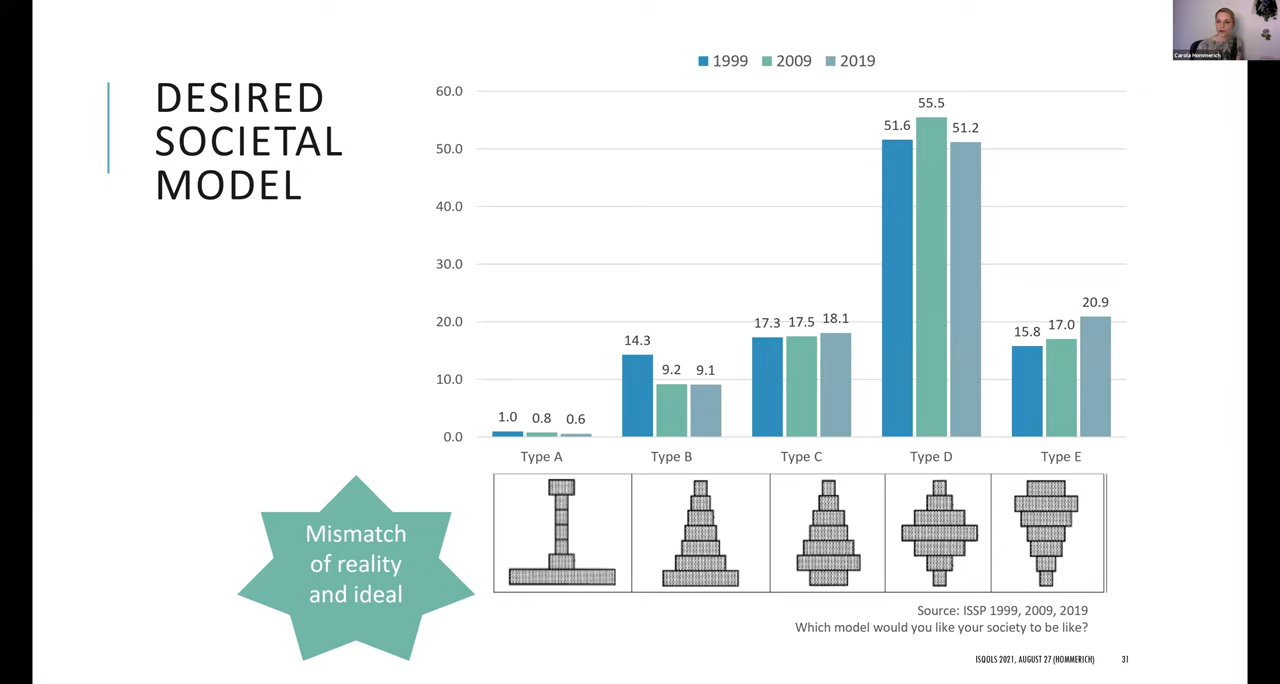 Carola Hommerich
DESIRED
SOCIETAL
MODEL
1999 2009 2019
60.0
50.0
40.0
30.0
20.0
10.0
0.0
1.0 0.8 0.6
14.3 9.2 9.1
17.3 17.5 18.1
51.6 55.5 51.2
15.8 17.0 20.9
Type A Type B Type C Type D Type E
Mismatch
of reality
and ideal
Source: ISSP 1999, 2009, 2019
Which model would you like your society to be like?
ISQOLS 2021, AUGUST 27 (HOMMERICH) 31